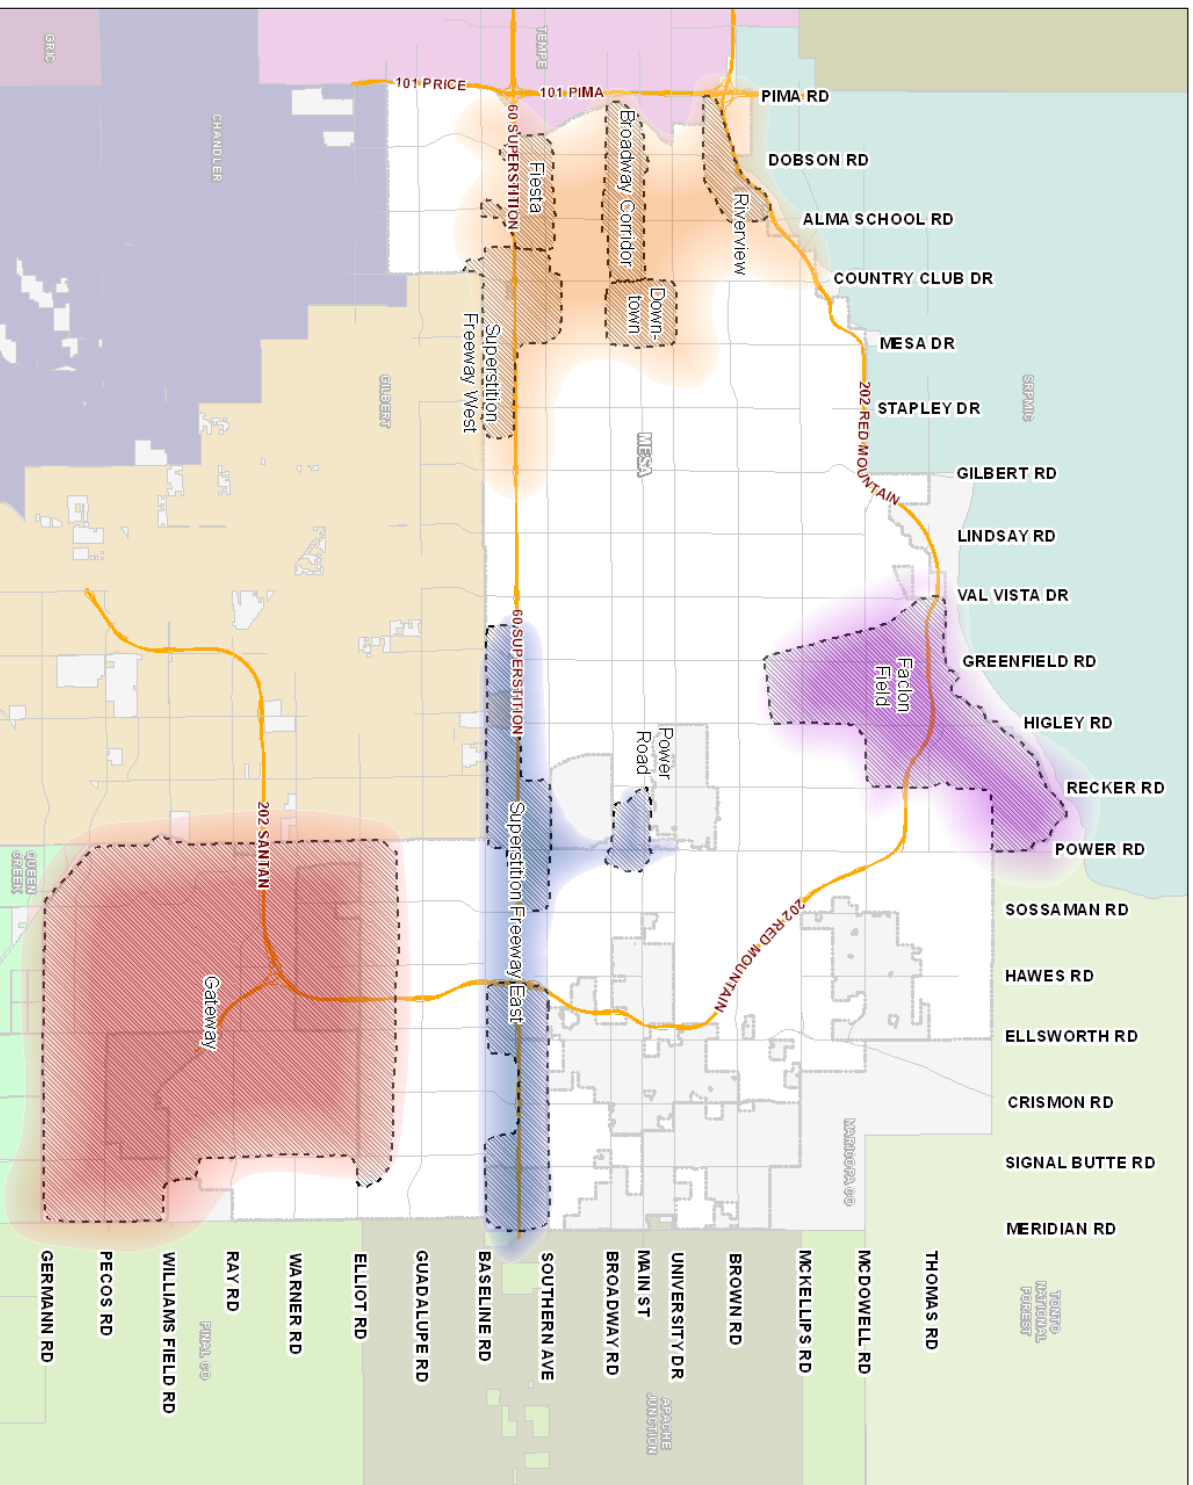 GRIC
CHANDLER
TEMPE
101 PRICE
101 PIMA
60 SUPERSTITION
PIMA RD
DOBSON RD
ALMA SCHOOL RD
COUNTRY CLUB DR
MESA DR
STAPLEY DR
GILBERT RD
LINDSAY RD
VAL VISTA DR
GREENFIELD RD
HIGLEY RD
RECKER RD
POWER RD
SOSSAMAN RD
HAWES RD
ELLSWORTH RD
CRISMON RD
SIGNAL BUTTE RD
MERIDIAN RD
Fiesta
Broadway Corridor
Riverview
Down-
town
Superstition
Freeway West
GILBERT
MESA
SRPMIC
202 RED MOUNTAIN
60 SUPERSTITION
Faclon
Field
Power
Road
Superstition Freeway East
202 SANTAN
202 RED MOUNTAIN
QUEEN
CREEK
Gateway
MARICOPA CO
PINAL CO
APACHE
JUNCTION
TONTO
NATIONAL
FOREST
GERMANN RD
PECOS RD
WILLIAMS FIELD RD
RAY RD
WARNER RD
ELLIOT RD
GUADALUPE RD
BASELINE RD
SOUTHERN AVE
BROADWAY RD
MAIN ST
UNIVERSITY DR
BROWN RD
MCKELLIPS RD
MCDOWELL RD
THOMAS RD